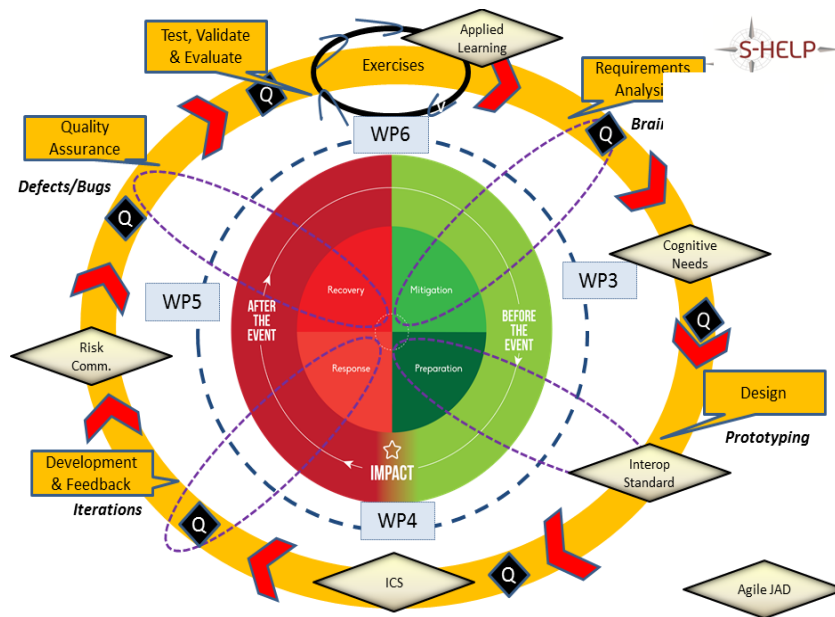 Test, Validate
& Evaluate
Exercises
Applied
Learning
S-HELP
Requirements
Q
WP6
Q
Quality
Assurance
Defects/Bugs
Q
Cognitive
Needs
WP5
WP3
Recovery
Mitigation
AFTER
THE
EVENT
BEFORE
THE
EVENT
Q
Risk
Comm.
Response
Preparation
Design
Prototyping
IMPACT
Interop
Standard
Development
& Feedback
Iterations
Q
WP4
ICS
Q
Agile JAD